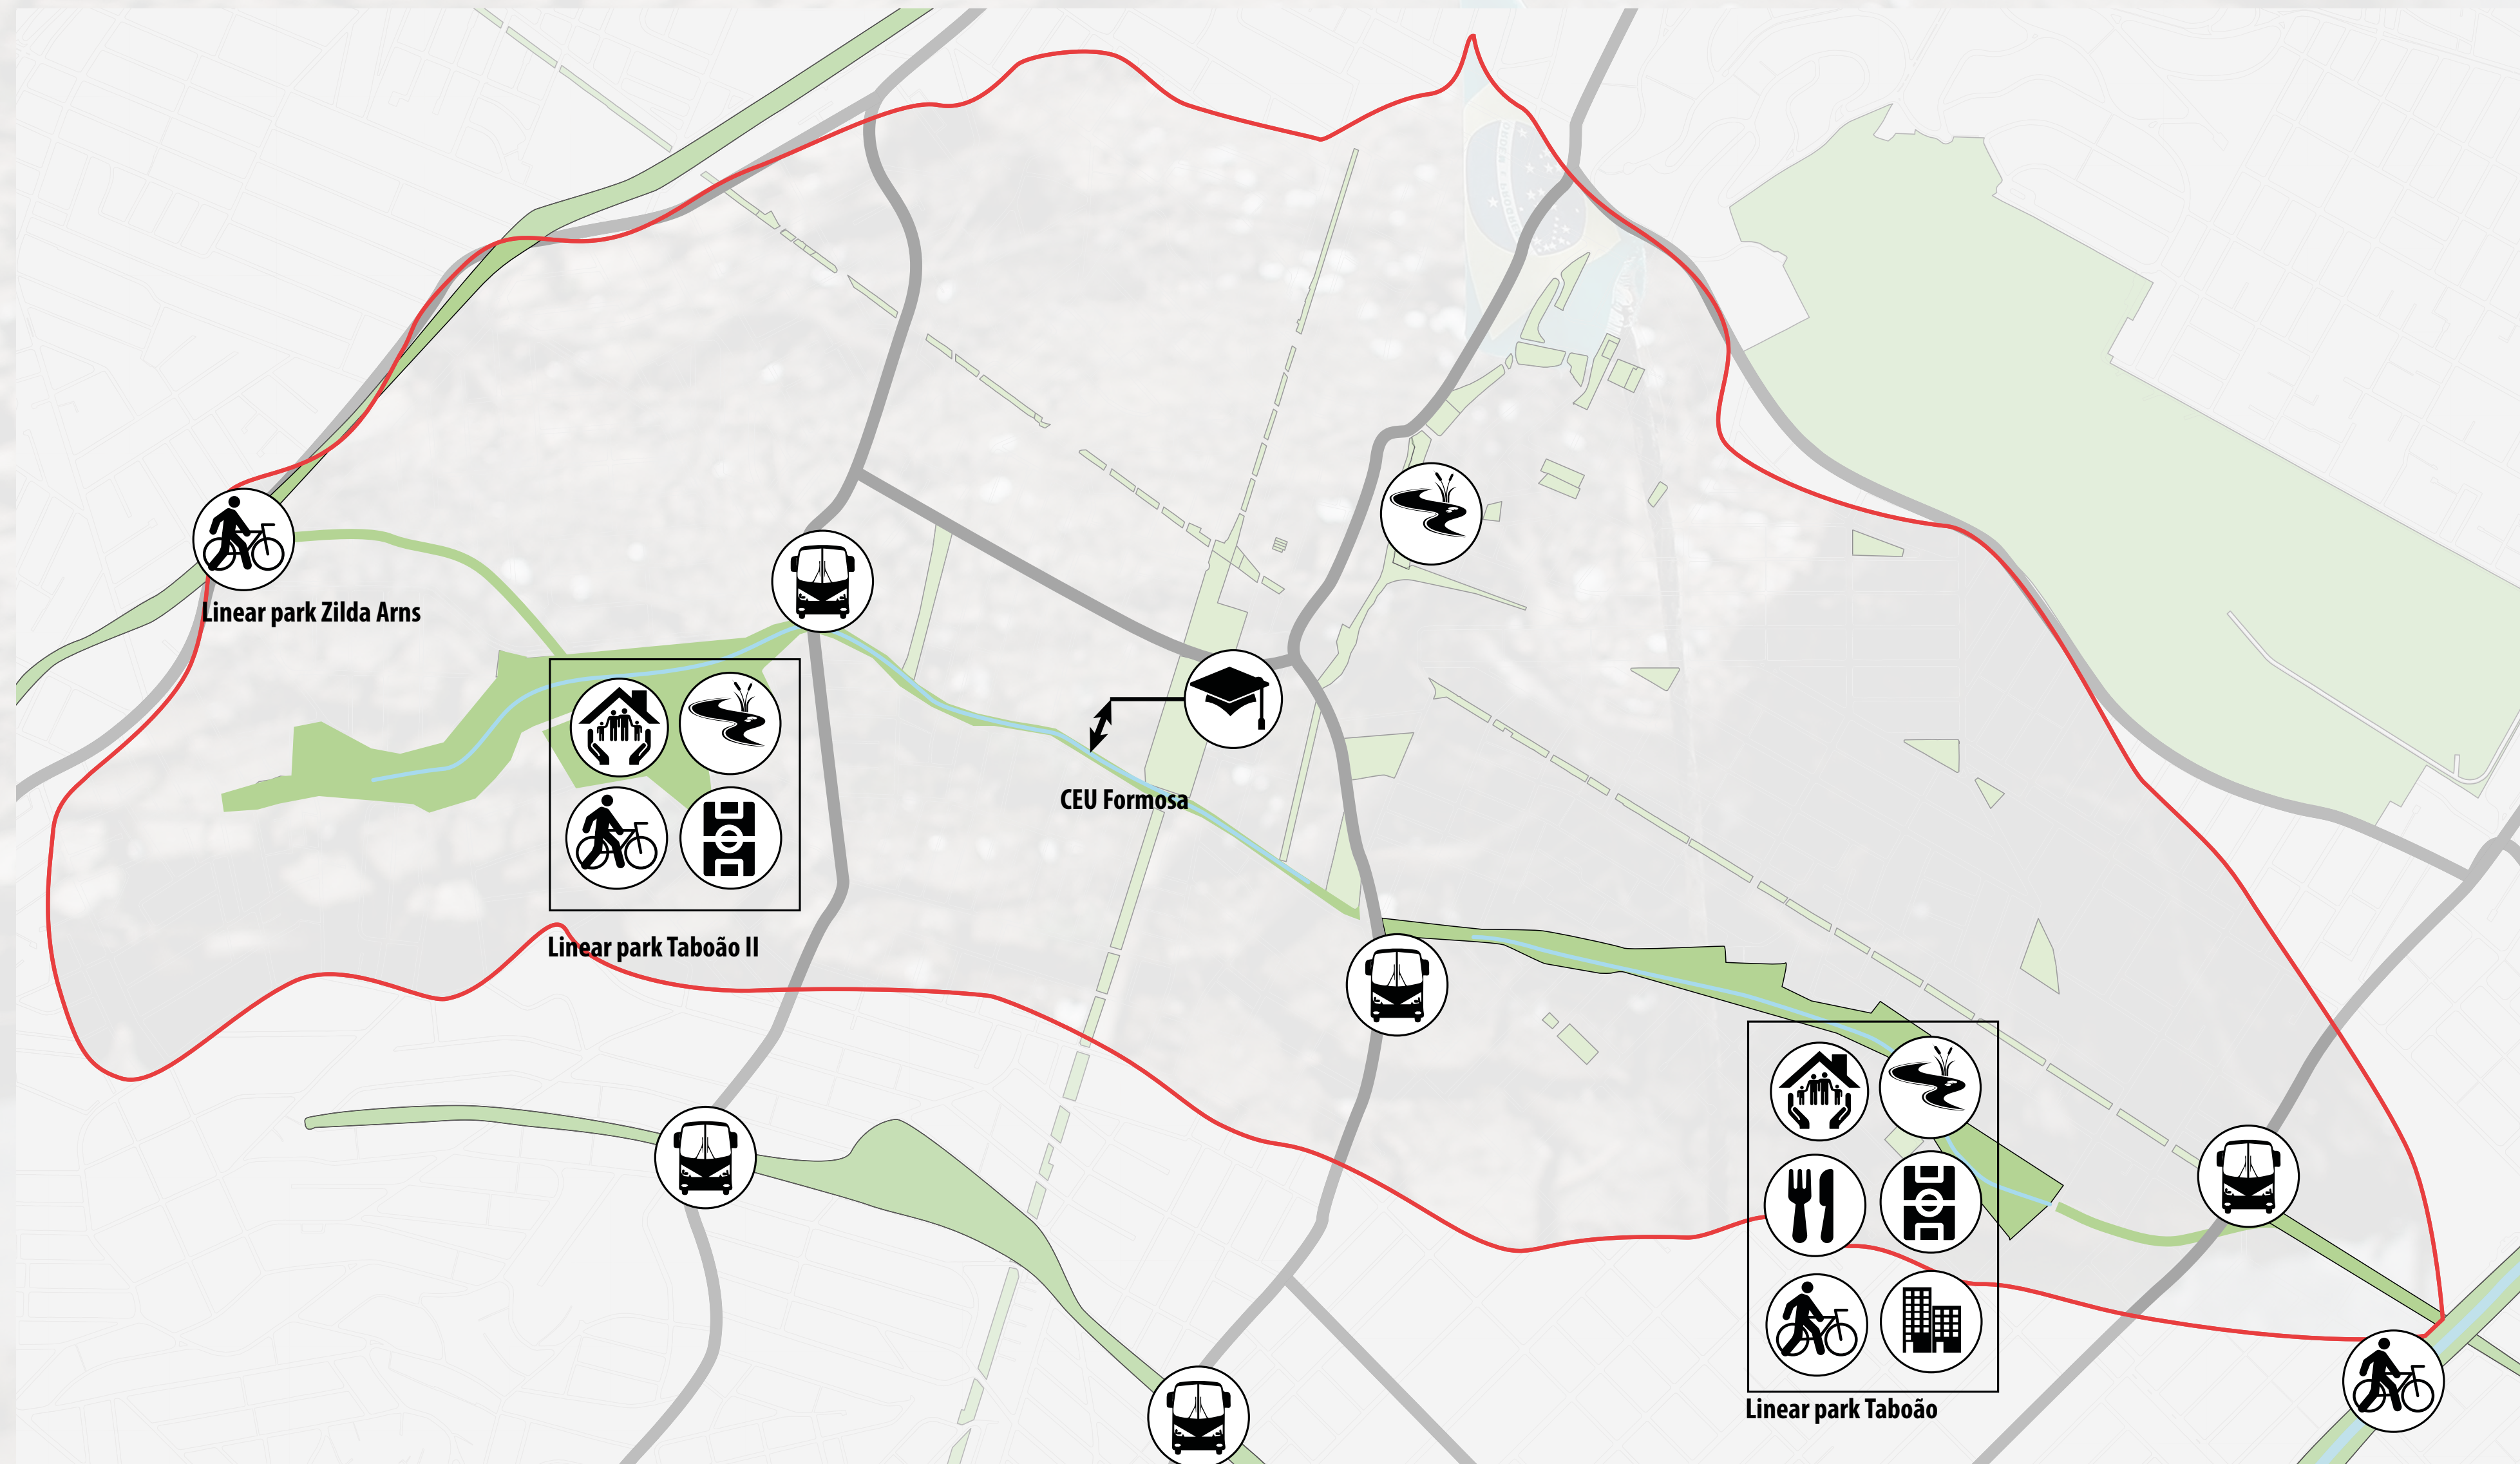 Linear park Zilda Arns
CEU Formosa
Linear park Taboão II
Linear park Taboão